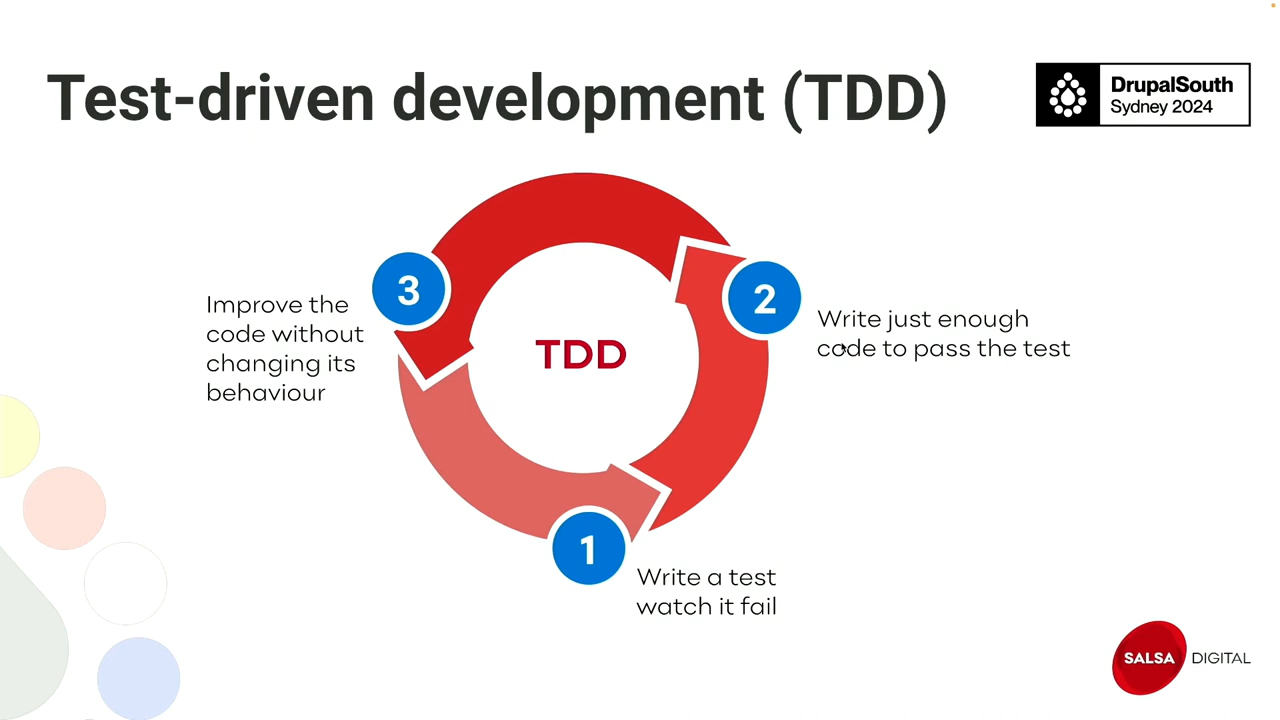 Test-driven development (TDD)
DrupalSouth
Sydney 2024
3
2
Improve the
code without
changing its
behaviour
TDD
Write just enough
code to pass the test
1
Write a test
watch it fail
SALSA DIGITAL